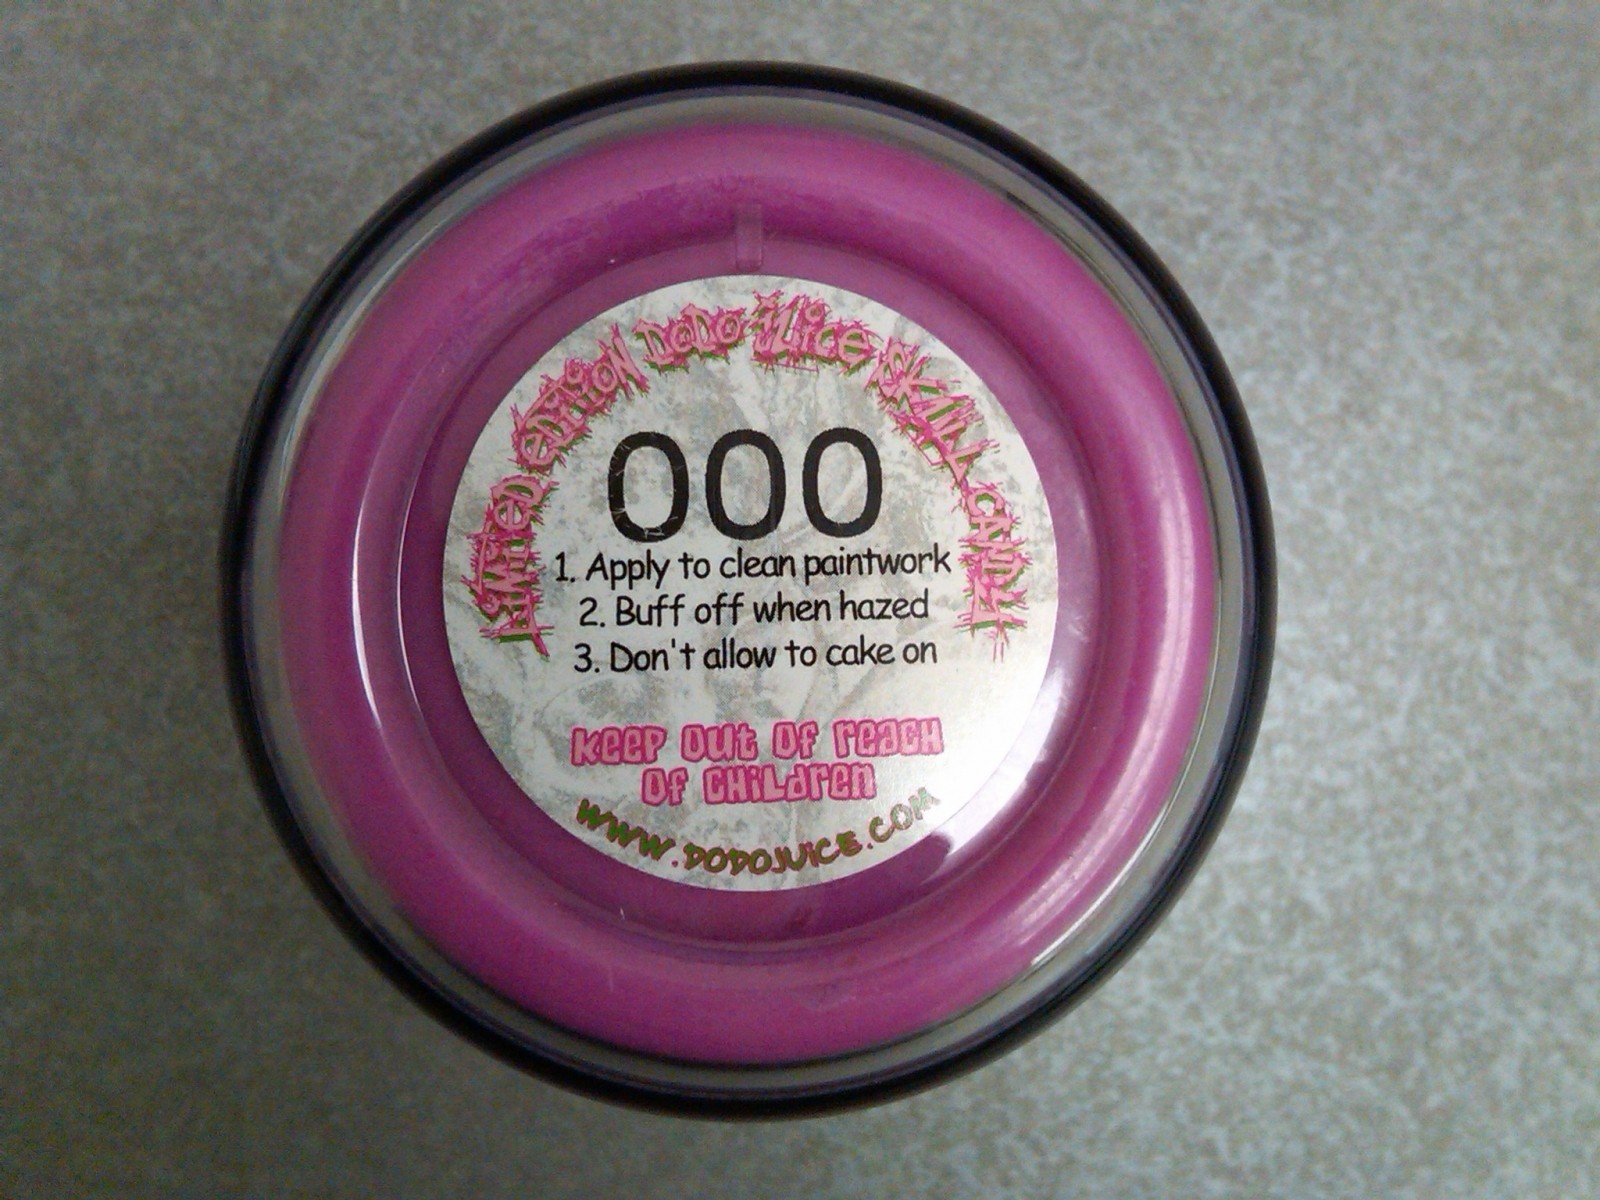 LiMiTED EDiTiON DODO JUiCE SKULL CANDY
000
1. Apply to clean paintwork
2. Buff off when hazed
3. Don't allow to cake on
KEEP OUT OF REACH
OF CHiLDREN
WWW.DODOJUICE.COM